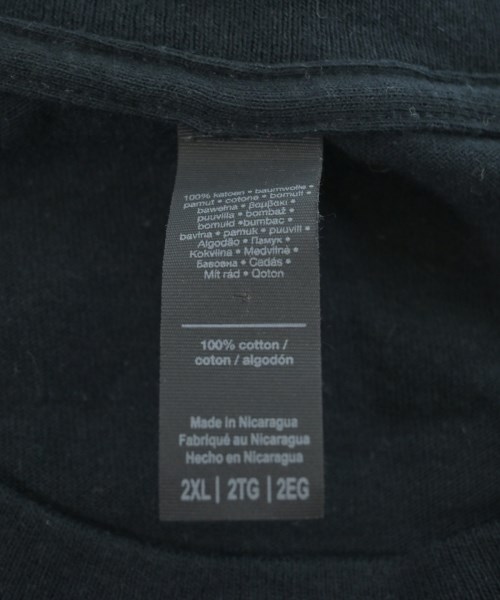 100% katoen • baumwolle •
pamut • cotone • bomull •
bawełna • βαμβακι •
puuvilla • bombaž •
bomuld • bumbac •
bavlna • pamuk • puuvill •
Algodão • Памук •
Kokvilna • Medvilnė •
Бавовна • Cadás •
Mit rád • Qoton
100% cotton /
coton / algodón
Made in Nicaragua
Fabriqué au Nicaragua
Hecho en Nicaragua
2XL | 2TG | 2EG